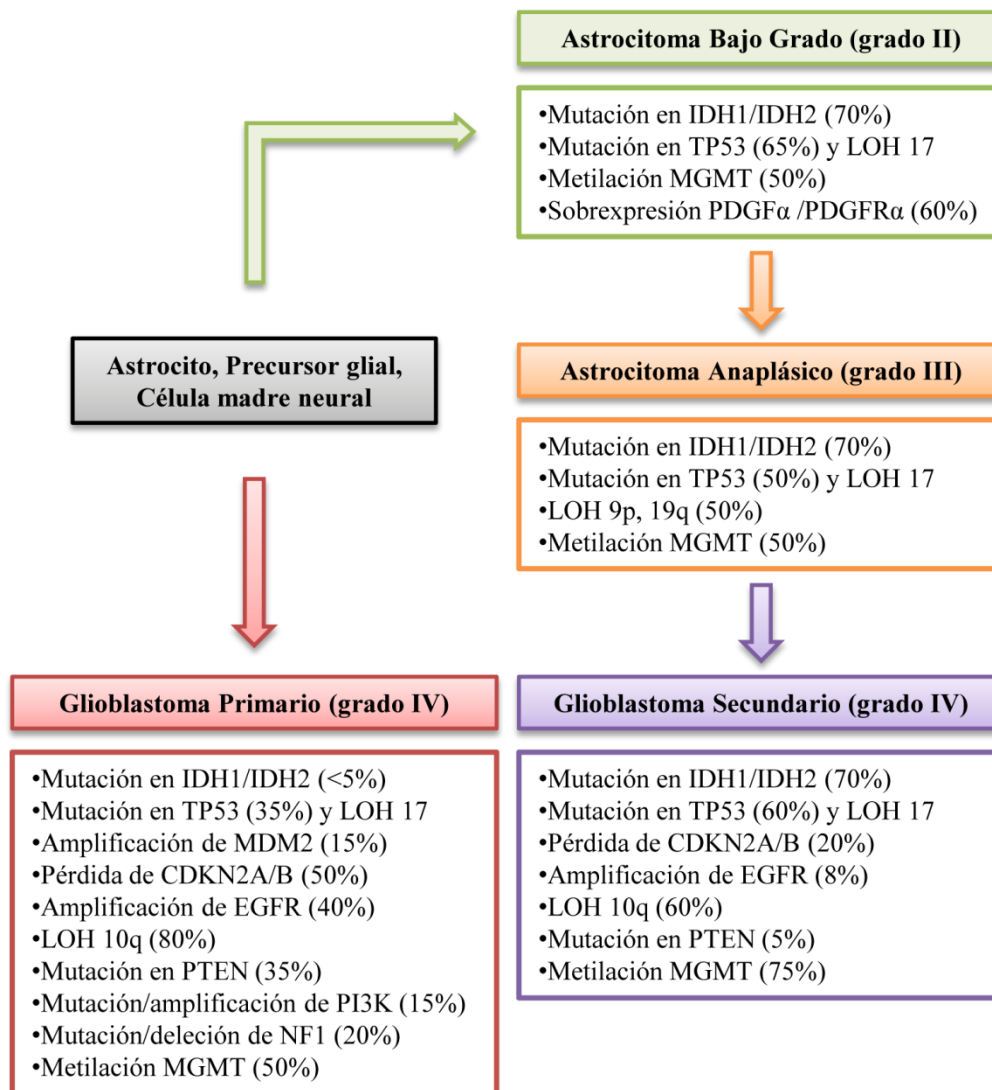 Astrocitoma Bajo Grado (grado II)
•Mutación en IDH1/IDH2 (70%)
•Mutación en TP53 (65%) y LOH 17
•Metilación MGMT (50%)
•Sobrexpresión PDGFα /PDGFRα (60%)
Astrocito, Precursor glial,
Célula madre neural
Astrocitoma Anaplásico (grado III)
•Mutación en IDH1/IDH2 (70%)
•Mutación en TP53 (50%) y LOH 17
•LOH 9p, 19q (50%)
•Metilación MGMT (50%)
Glioblastoma Primario (grado IV)
•Mutación en IDH1/IDH2 (<5%)
•Mutación en TP53 (35%) y LOH 17
•Amplificación de MDM2 (15%)
•Pérdida de CDKN2A/B (50%)
•Amplificación de EGFR (40%)
•LOH 10q (80%)
•Mutación en PTEN (35%)
•Mutación/amplificación de PI3K (15%)
•Mutación/deleción de NF1 (20%)
•Metilación MGMT (50%)
Glioblastoma Secundario (grado IV)
•Mutación en IDH1/IDH2 (70%)
•Mutación en TP53 (60%) y LOH 17
•Pérdida de CDKN2A/B (20%)
•Amplificación de EGFR (8%)
•LOH 10q (60%)
•Mutación en PTEN (5%)
•Metilación MGMT (75%)